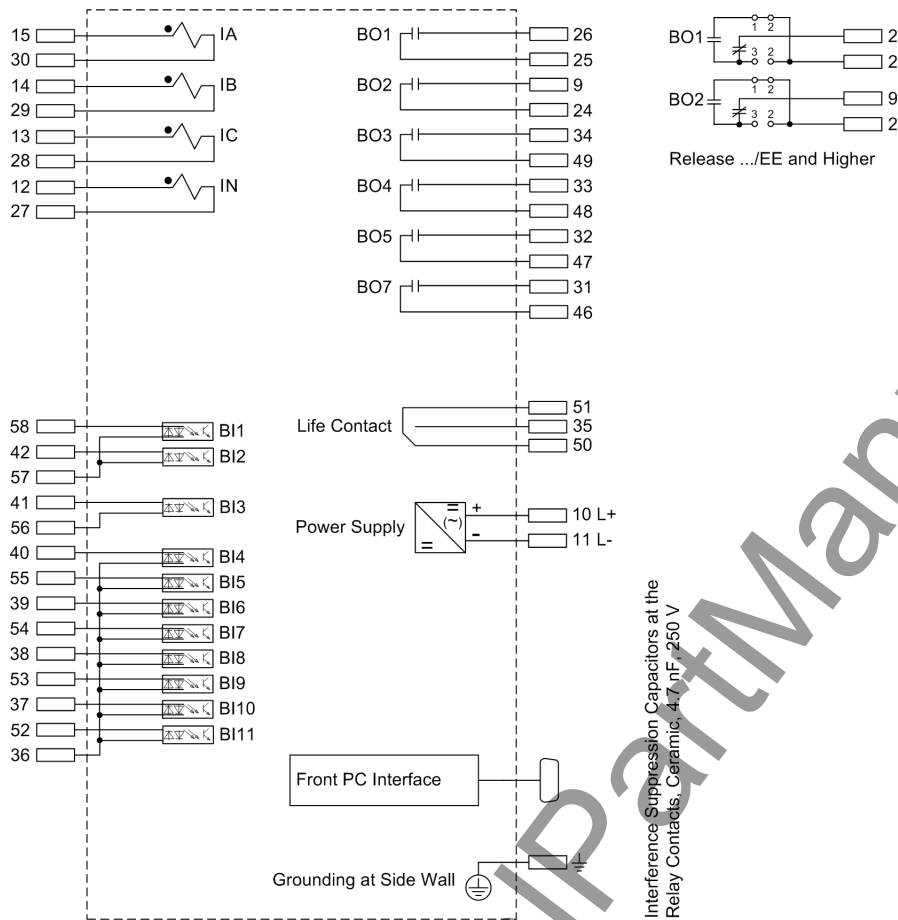 15 IA BO1 26
30 25
14 IB BO2 9
29 24
13 IC BO3 34
28 49
12 IN BO4 33
27 48
BO5 32
47
BO7 31
46
BO1 1 2 2
3 2 2
BO2 1 2 9
3 2 2
Release .../EE and Higher
58 BI1
42 BI2
57
41 BI3
56
40 BI4
55 BI5
39 BI6
54 BI7
38 BI8
53 BI9
37 BI10
52 BI11
36
51
Life Contact 35
50
Power Supply = (~) = + 10 L+
- 11 L-
Front PC Interface
Grounding at Side Wall
Interference Suppression Capacitors at the
Relay Contacts, Ceramic, 4.7 nF, 250 V
IPartMan